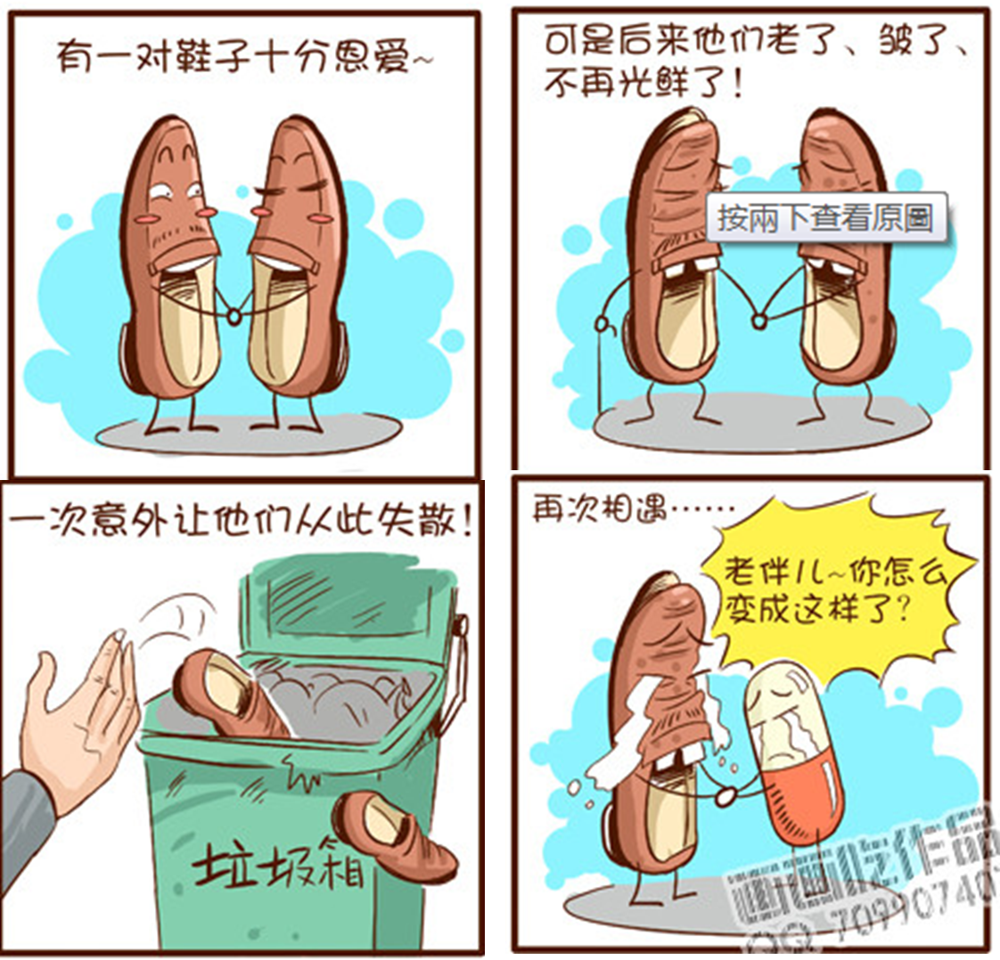 有一对鞋子十分恩爱~
可是后来他们老了、皱了、
不再光鲜了!
按兩下查看原圖
一次意外让他们从此失散!
垃圾箱
再次相遇……
老伴儿~你怎么
变成这样了?